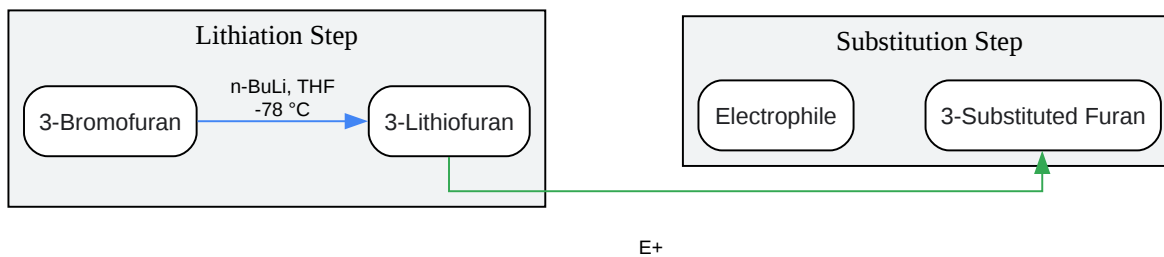 Lithiation Step
3-Bromofuran
n-BuLi, THF
-78 °C
3-Lithiofuran
Substitution Step
Electrophile
3-Substituted Furan
E+